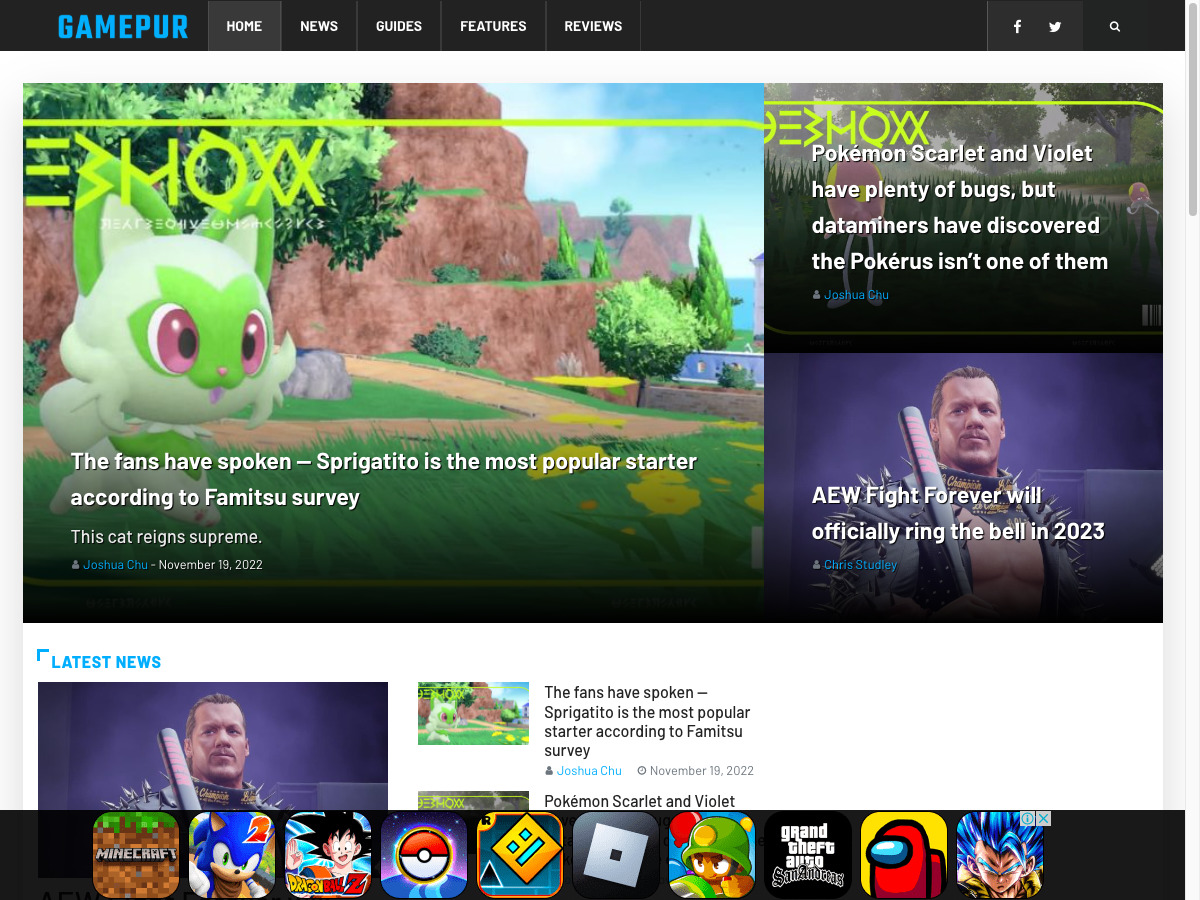 GAMEPUR
HOME
NEWS
GUIDES
FEATURES
REVIEWS
The fans have spoken – Sprigatito is the most popular starter
according to Famitsu survey
This cat reigns supreme.
Joshua Chu - November 19, 2022
Pokémon Scarlet and Violet
have plenty of bugs, but
dataminers have discovered
the Pokérus isn’t one of them
Joshua Chu
AEW Fight Forever will
officially ring the bell in 2023
Chris Studley
LATEST NEWS
The fans have spoken –
Sprigatito is the most popular
starter according to Famitsu
survey
Joshua Chu November 19, 2022
Pokémon Scarlet and Violet
MINECRAFT
2
DRAGON BALL Z
R
grand
theft
auto
San Andreas